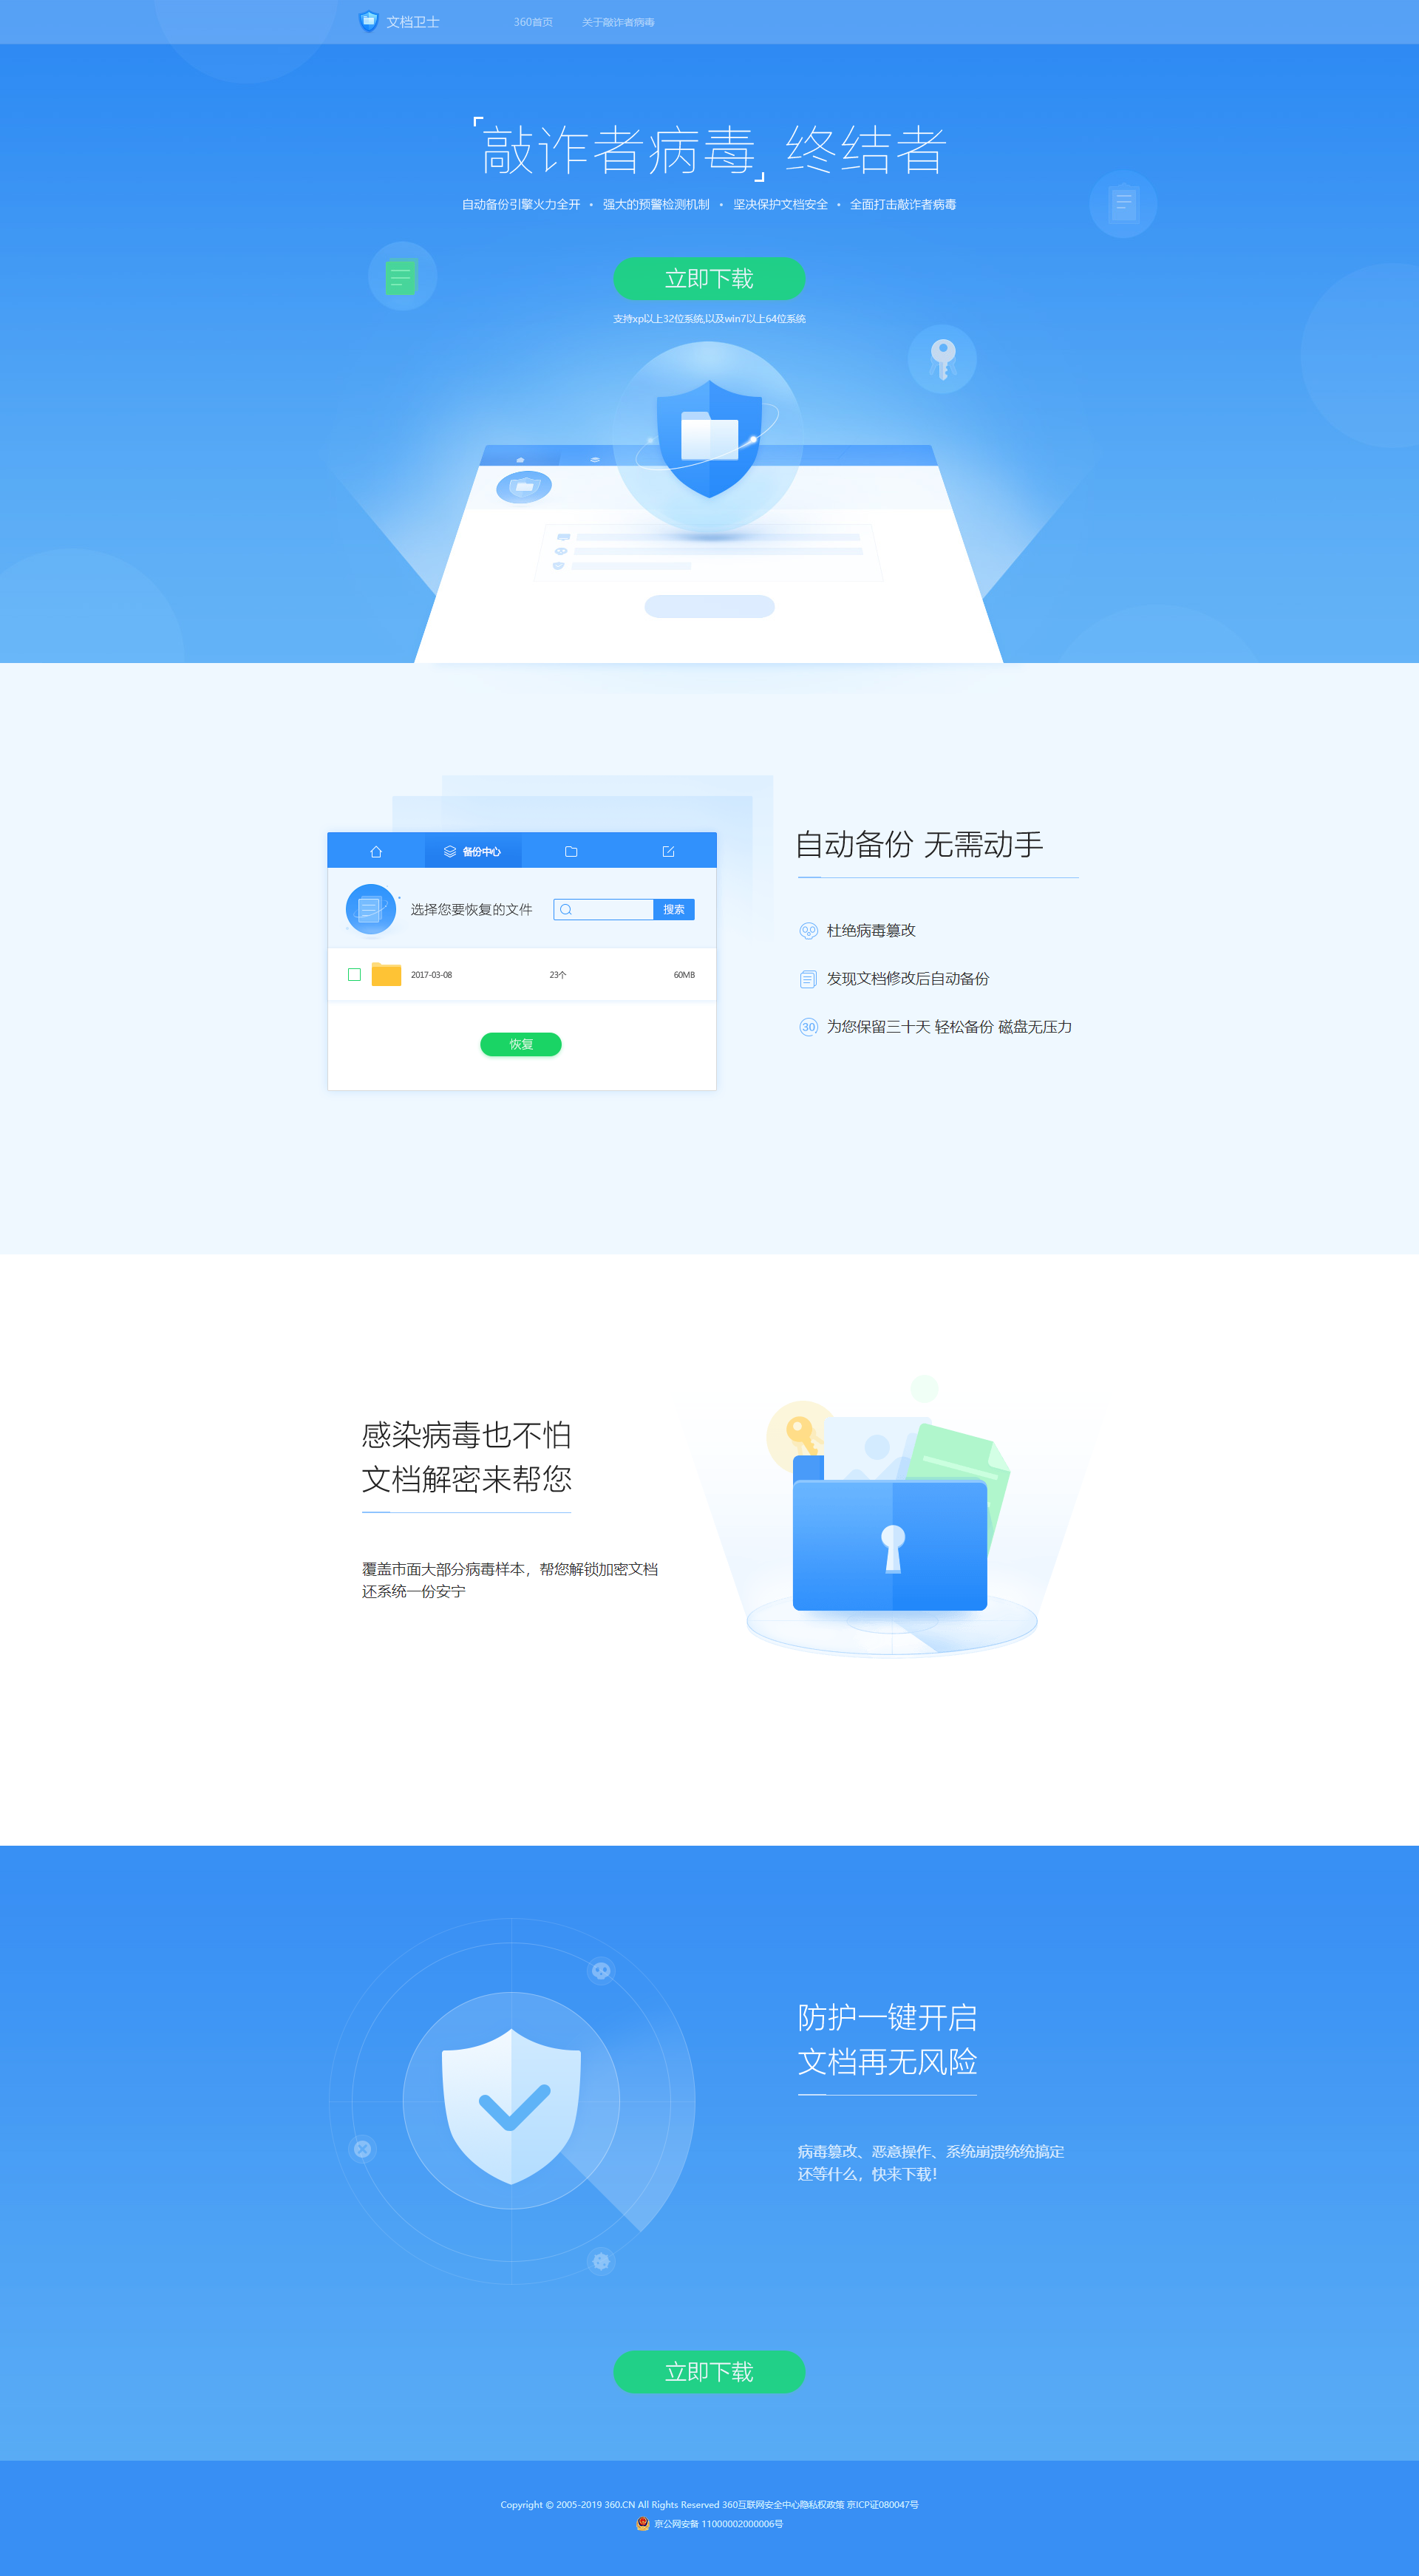 文档卫士
360首页
关于敲诈者病毒
「敲诈者病毒」终结者
自动备份引擎火力全开 • 强大的预警检测机制 • 坚决保护文档安全 • 全面打击敲诈者病毒
立即下载
支持xp以上32位系统,以及win7以上64位系统
备份中心
选择您要恢复的文件
搜索
2017-03-08 23个 60MB
恢复
自动备份 无需动手
杜绝病毒篡改
发现文档修改后自动备份
30 为您保留三十天 轻松备份 磁盘无压力
感染病毒也不怕
文档解密来帮您
覆盖市面大部分病毒样本，帮您解锁加密文档
还系统一份安宁
防护一键开启
文档再无风险
病毒篡改、恶意操作、系统崩溃统统搞定
还等什么，快来下载！
立即下载
Copyright © 2005-2019 360.CN All Rights Reserved 360互联网安全中心隐私权政策 京ICP证080047号
京公网安备 11000002000006号